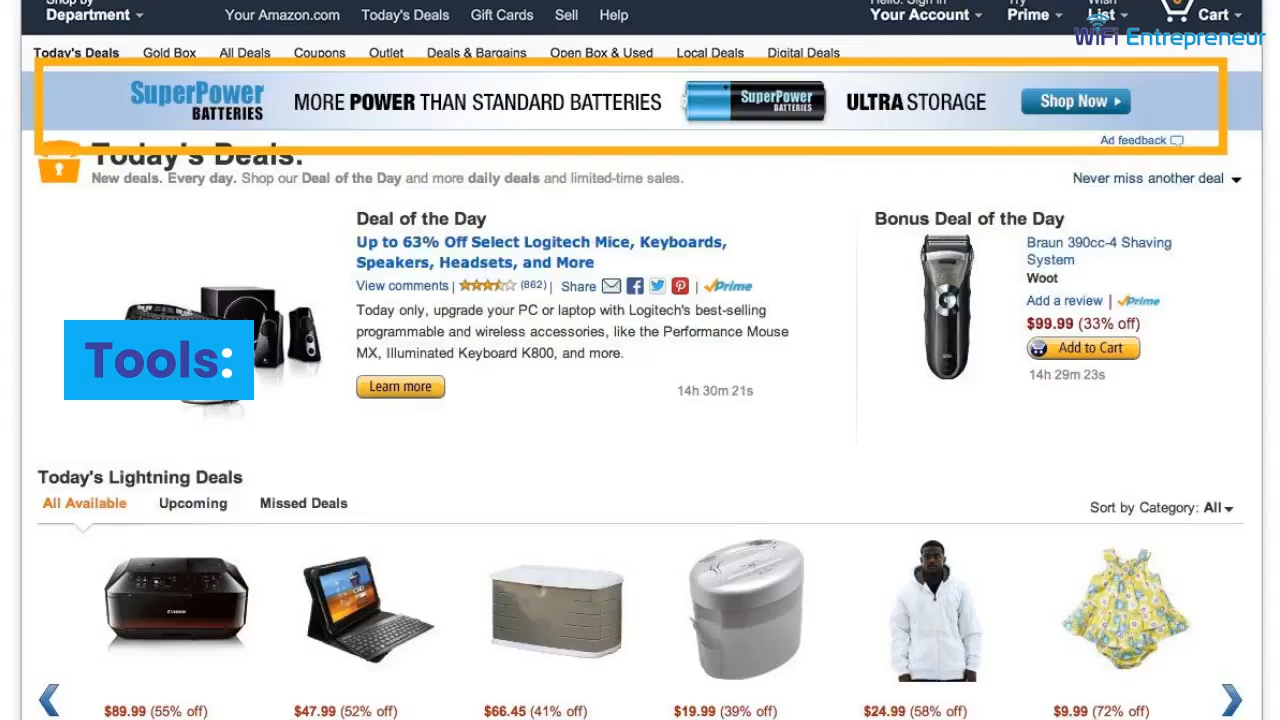 Shop by
Hello. Sign in
Try
Wish
Department
Your Amazon.com
Today's Deals
Gift Cards
Sell
Help
Your Account
Prime
List
Cart
WiFi Entrepreneur
Today's Deals
Gold Box
All Deals
Coupons
Outlet
Deals & Bargains
Open Box & Used
Local Deals
Digital Deals
SuperPower
BATTERIES
MORE POWER THAN STANDARD BATTERIES
SuperPower
BATTERIES
ULTRA STORAGE
Shop Now
Ad feedback
Today's Deals:
New deals. Every day. Shop our Deal of the Day and more daily deals and limited-time sales.
Never miss another deal
Deal of the Day
Up to 63% Off Select Logitech Mice, Keyboards,
Speakers, Headsets, and More
View comments | (862) | Share | Prime
Today only, upgrade your PC or laptop with Logitech's best-selling
programmable and wireless accessories, like the Performance Mouse
MX, Illuminated Keyboard K800, and more.
Learn more
14h 30m 21s
Bonus Deal of the Day
Braun 390cc-4 Shaving
System
Woot
Add a review | Prime
$99.99 (33% off)
Add to Cart
14h 29m 23s
Tools:
Today's Lightning Deals
All Available
Upcoming
Missed Deals
Sort by Category: All
Canon
$89.99 (55% off)
$47.99 (52% off)
$66.45 (41% off)
$19.99 (39% off)
$24.99 (58% off)
$9.99 (72% off)